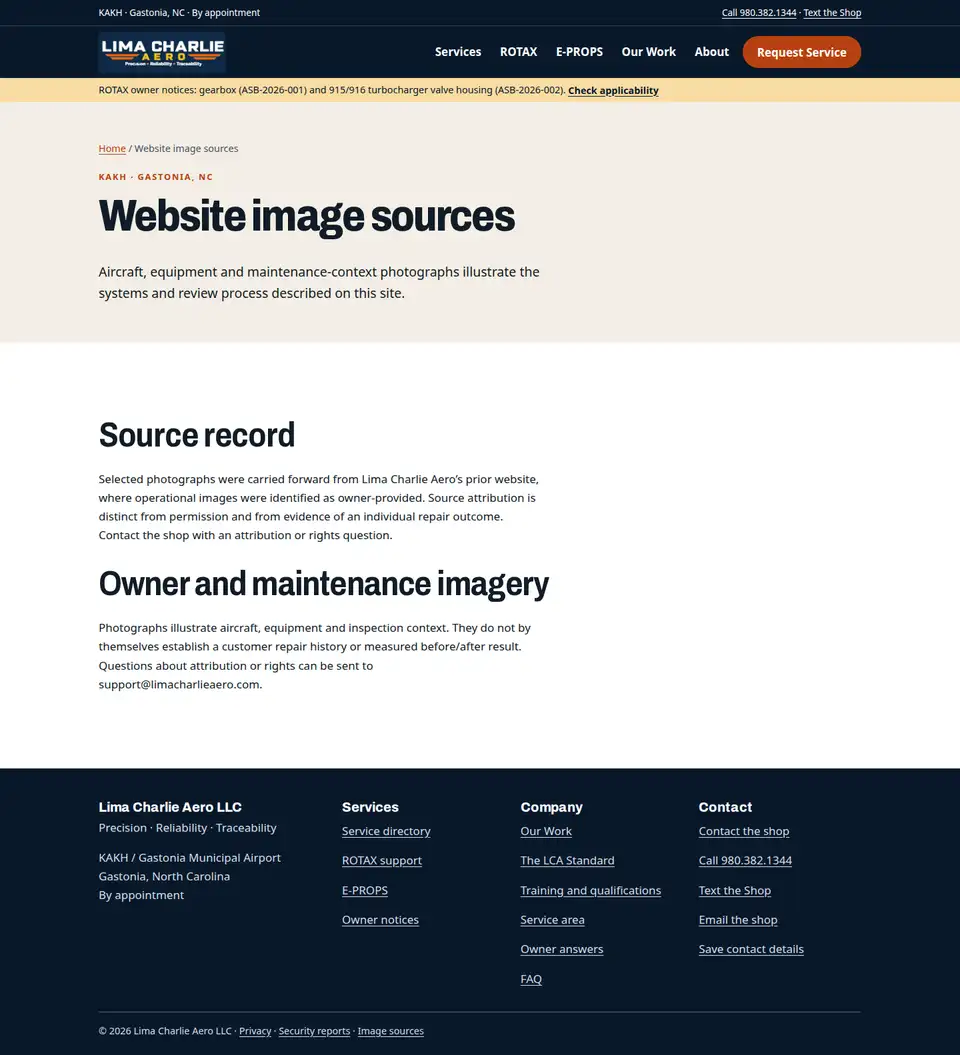 KAKH · Gastonia, NC · By appointment
Call 980.382.1344 · Text the Shop
LIMA CHARLIE
AERO
Precision · Reliability · Traceability
Services ROTAX E-PROPS Our Work About Request Service
ROTAX owner notices: gearbox (ASB-2026-001) and 915/916 turbocharger valve housing (ASB-2026-002). Check applicability
Home / Website image sources
KAKH · GASTONIA, NC
Website image sources
Aircraft, equipment and maintenance-context photographs illustrate the
systems and review process described on this site.
Source record
Selected photographs were carried forward from Lima Charlie Aero’s prior website,
where operational images were identified as owner-provided. Source attribution is
distinct from permission and from evidence of an individual repair outcome.
Contact the shop with an attribution or rights question.
Owner and maintenance imagery
Photographs illustrate aircraft, equipment and inspection context. They do not by
themselves establish a customer repair history or measured before/after result.
Questions about attribution or rights can be sent to
support@limacharlieaero.com.
Lima Charlie Aero LLC
Precision · Reliability · Traceability
KAKH / Gastonia Municipal Airport
Gastonia, North Carolina
By appointment
Services
Service directory
ROTAX support
E-PROPS
Owner notices
Company
Our Work
The LCA Standard
Training and qualifications
Service area
Owner answers
FAQ
Contact
Contact the shop
Call 980.382.1344
Text the Shop
Email the shop
Save contact details
© 2026 Lima Charlie Aero LLC · Privacy · Security reports · Image sources